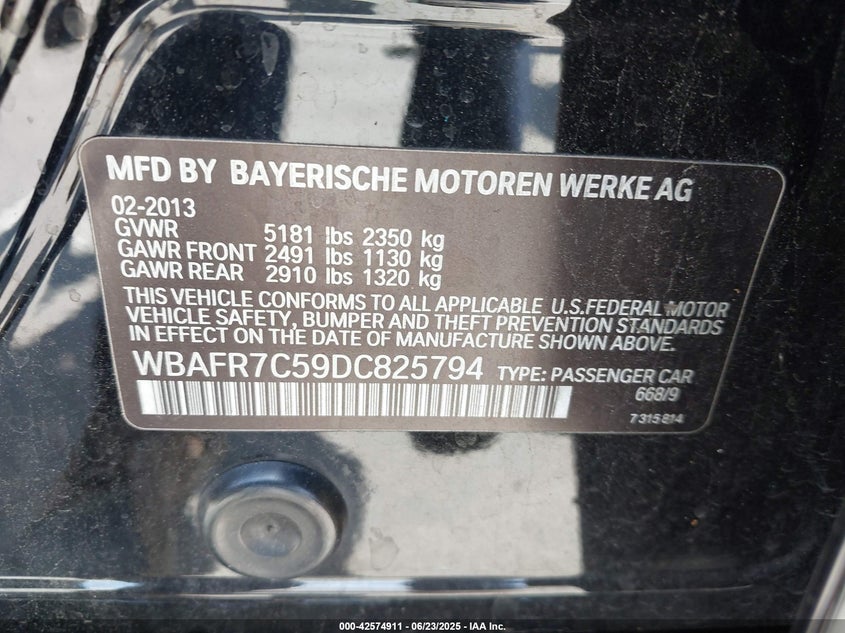 MFD BY BAYERISCHE MOTOREN WERKE AG
02-2013
GVWR 5181 lbs 2350 kg
GAWR FRONT 2491 lbs 1130 kg
GAWR REAR 2910 lbs 1320 kg
THIS VEHICLE CONFORMS TO ALL APPLICABLE U.S.FEDERAL MOTOR
VEHICLE SAFETY, BUMPER AND THEFT PREVENTION STANDARDS
IN EFFECT ON THE DATE OF MANUFACTURE SHOWN ABOVE.
WBAFR7C59DC825794 TYPE: PASSENGER CAR
668/9
7 315 814
000-42574911 - 06/23/2025 - IAA Inc.